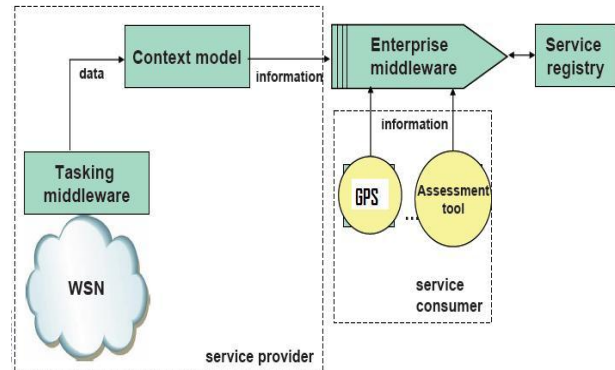 Context model
Enterprise
middleware
Service
registry
data
information
information
Tasking
middleware
GPS
...
Assessment
tool
WSN
service
consumer
service provider